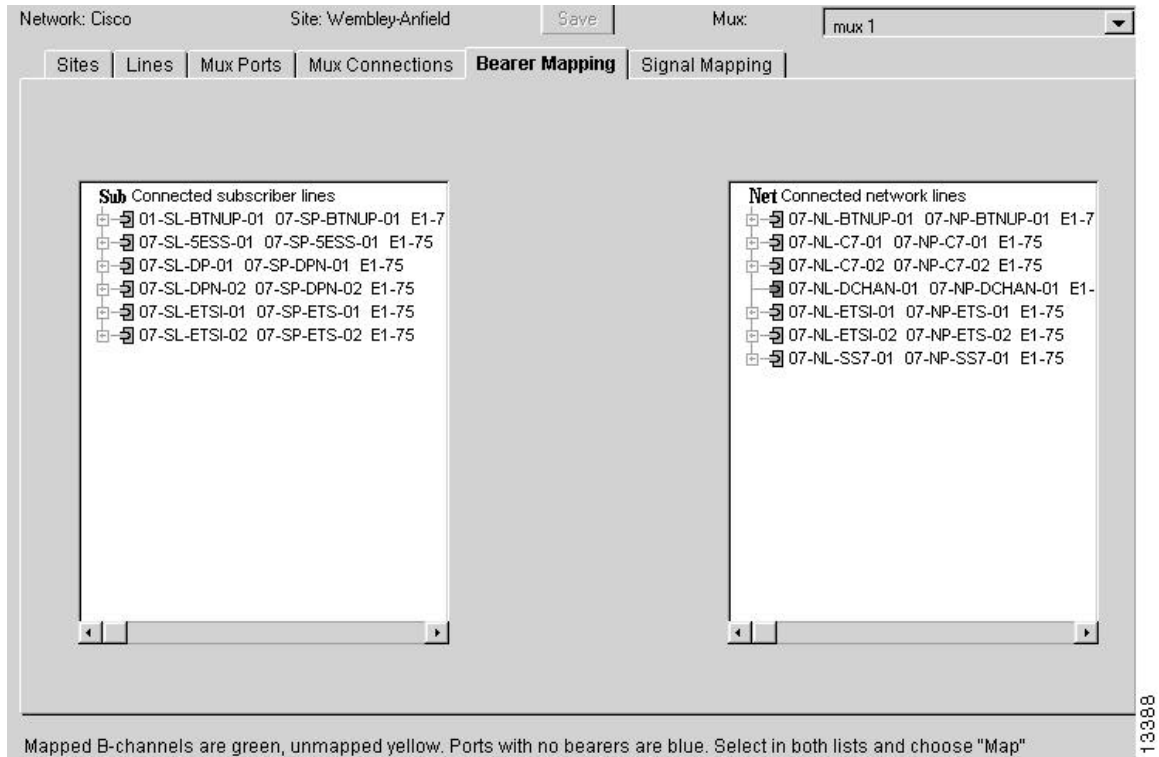 Network: Cisco Site: Wembley-Anfield Save Mux: mux 1
Sites Lines Mux Ports Mux Connections Bearer Mapping Signal Mapping
Sub Connected subscriber lines
01-SL-BTNUP-01 07-SP-BTNUP-01 E1-7
07-SL-5ESS-01 07-SP-5ESS-01 E1-75
07-SL-DP-01 07-SP-DPN-01 E1-75
07-SL-DPN-02 07-SP-DPN-02 E1-75
07-SL-ETSI-01 07-SP-ETS-01 E1-75
07-SL-ETSI-02 07-SP-ETS-02 E1-75
Net Connected network lines
07-NL-BTNUP-01 07-NP-BTNUP-01 E1-7
07-NL-C7-01 07-NP-C7-01 E1-75
07-NL-C7-02 07-NP-C7-02 E1-75
07-NL-DCHAN-01 07-NP-DCHAN-01 E1-
07-NL-ETSI-01 07-NP-ETS-01 E1-75
07-NL-ETSI-02 07-NP-ETS-02 E1-75
07-NL-SS7-01 07-NP-SS7-01 E1-75
Mapped B-channels are green, unmapped yellow. Ports with no bearers are blue. Select in both lists and choose "Map"
13388